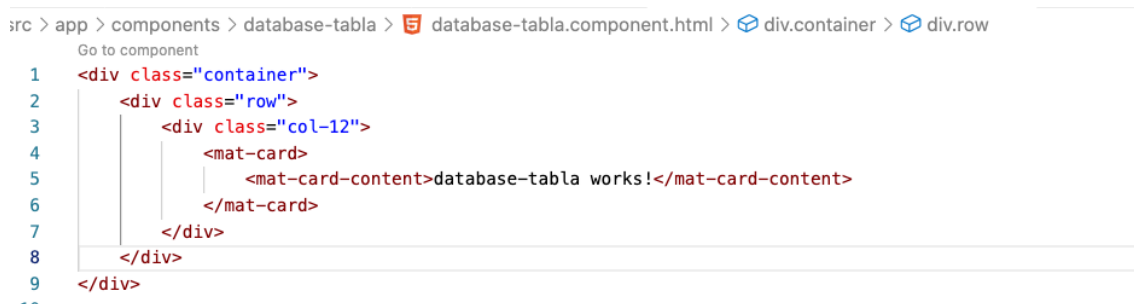 src > app > components > database-tabla > database-tabla.component.html > div.container > div.row
Go to component
1 <div class="container">
2 <div class="row">
3 <div class="col-12">
4 <mat-card>
5 <mat-card-content>database-tabla works!</mat-card-content>
6 </mat-card>
7 </div>
8 </div>
9 </div>
10